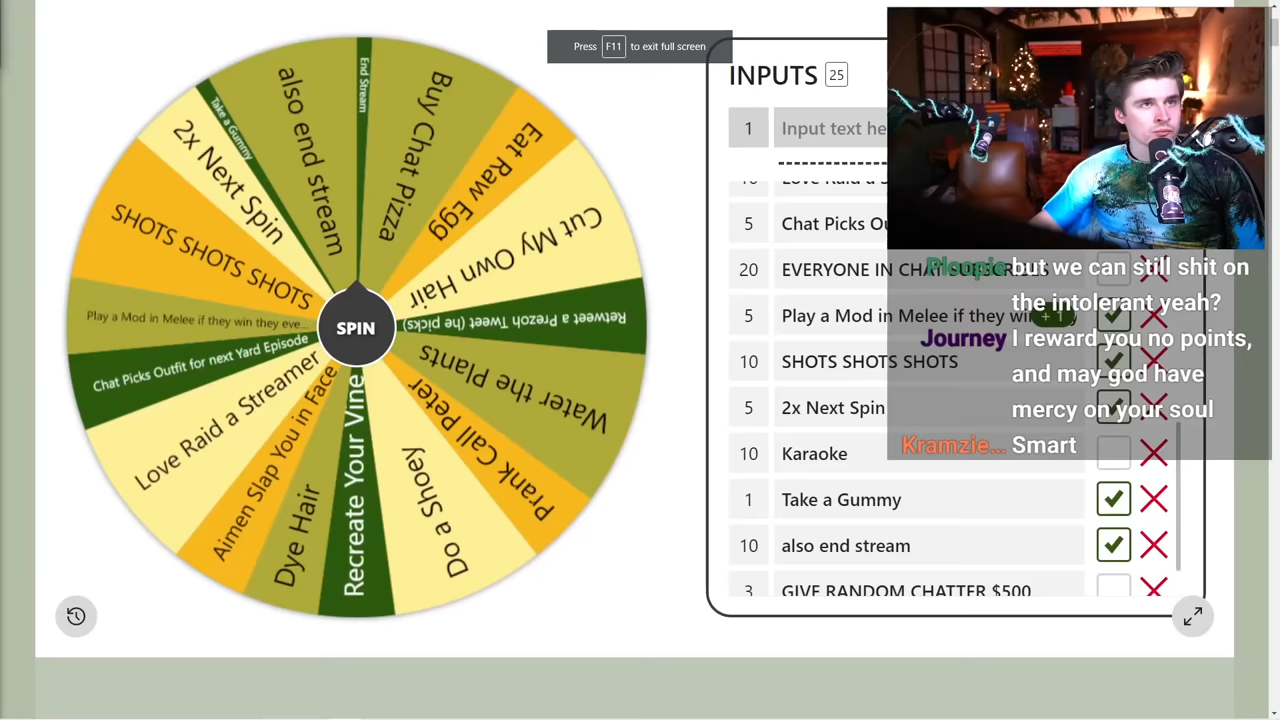 Press F11 to exit full screen
End Stream
Buy Chat Pizza
Eat Raw Egg
Cut My Own Hair
Retweet a Prezoh Tweet (he picks)
Water the Plants
Prank Call Peter
Do a Shoey
Recreate Your Vine
Dye Hair
Aimen Slap You in Face
Love Raid a Streamer
Chat Picks Outfit for next Yard Episode
Play a Mod in Melee if they win they eve...
SHOTS SHOTS SHOTS
2x Next Spin
Take a Gummy
also end stream
SPIN
INPUTS 25
1 Input text he
Love Raid a S
5 Chat Picks Ou
20 EVERYONE IN CHAT
5 Play a Mod in Melee if they win
+ 1
10 SHOTS SHOTS SHOTS
5 2x Next Spin
10 Karaoke
1 Take a Gummy
10 also end stream
3 GIVE RANDOM CHATTER $500
Ploopie but we can still shit on
the intolerant yeah?
Journey I reward you no points,
and may god have
mercy on your soul
Kramzie... Smart